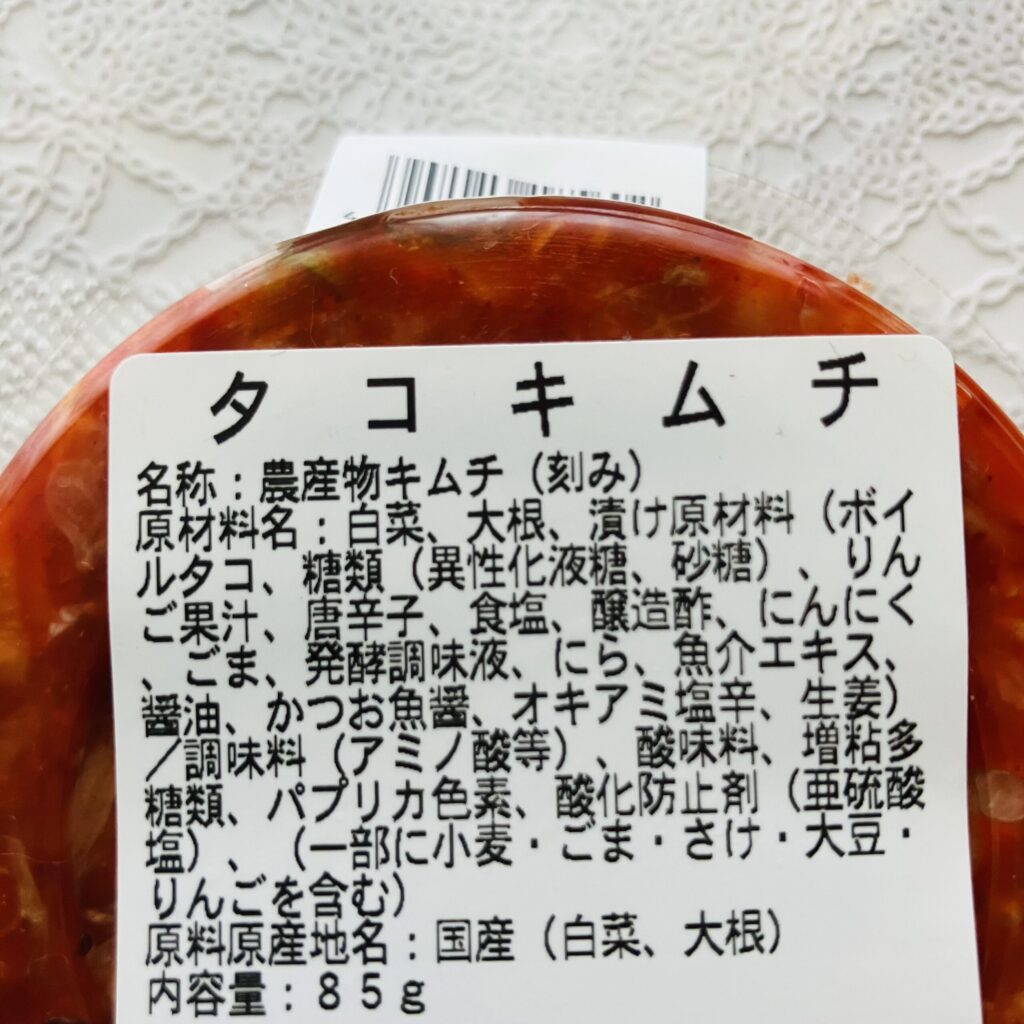 タコキムチ
名称：農産物キムチ（刻み）
原材料名：白菜、大根、漬け原材料（ボイ
ルタコ、糖類（異性化液糖、砂糖）、りん
ご果汁、唐辛子、食塩、醸造酢、にんにく
、ごま、発酵調味液、にら、魚介エキス、
醤油、かつお魚醤、オキアミ塩辛、生姜）
／調味料（アミノ酸等）、酸味料、増粘多
糖類、パプリカ色素、酸化防止剤（亜硫酸
塩）、（一部に小麦・ごま・さけ・大豆・
りんごを含む）
原料原産地名：国産（白菜、大根）
内容量：８５ｇ